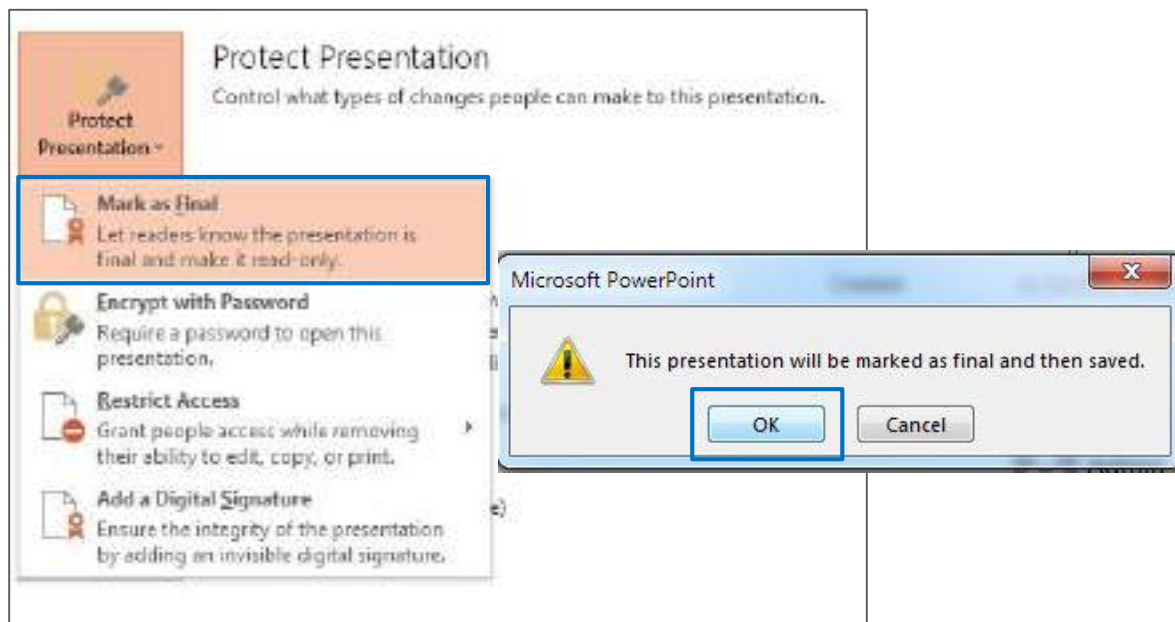 Protect Presentation
Control what types of changes people can make to this presentation.
Protect
Presentation
Mark as Final
Let readers know the presentation is
final and make it read-only.
Encrypt with Password
Require a password to open this
presentation.
Restrict Access
Grant people access while removing
their ability to edit, copy, or print.
Add a Digital Signature
Ensure the integrity of the presentation
by adding an invisible digital signature.
e)
Microsoft PowerPoint
This presentation will be marked as final and then saved.
OK
Cancel